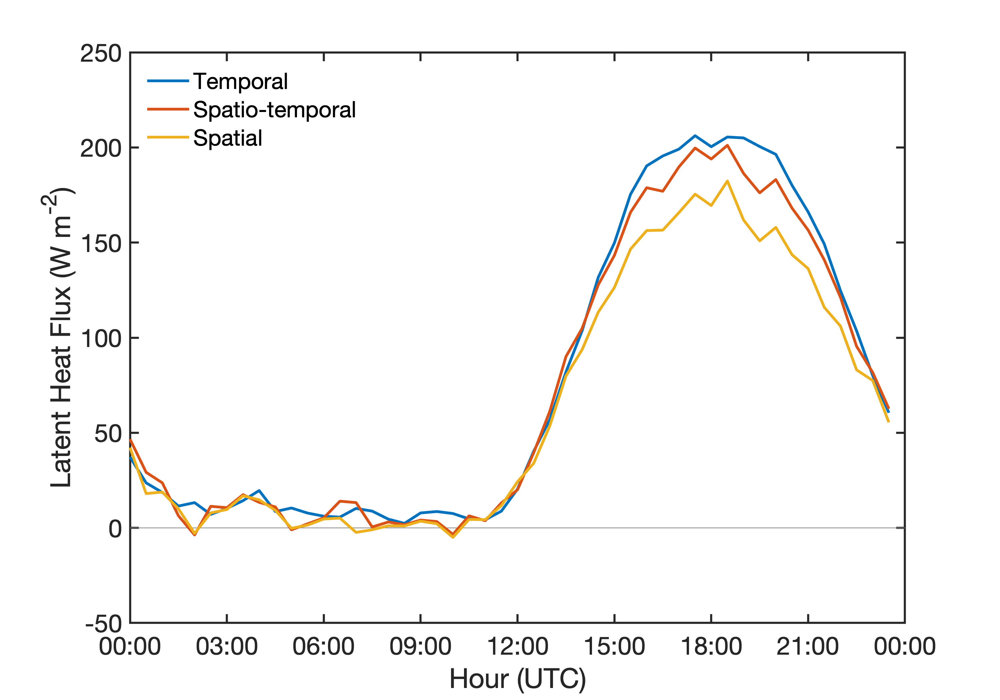 250
200
150
100
50
0
-50
Latent Heat Flux (W m-2)
Temporal
Spatio-temporal
Spatial
00:00 03:00 06:00 09:00 12:00 15:00 18:00 21:00 00:00
Hour (UTC)